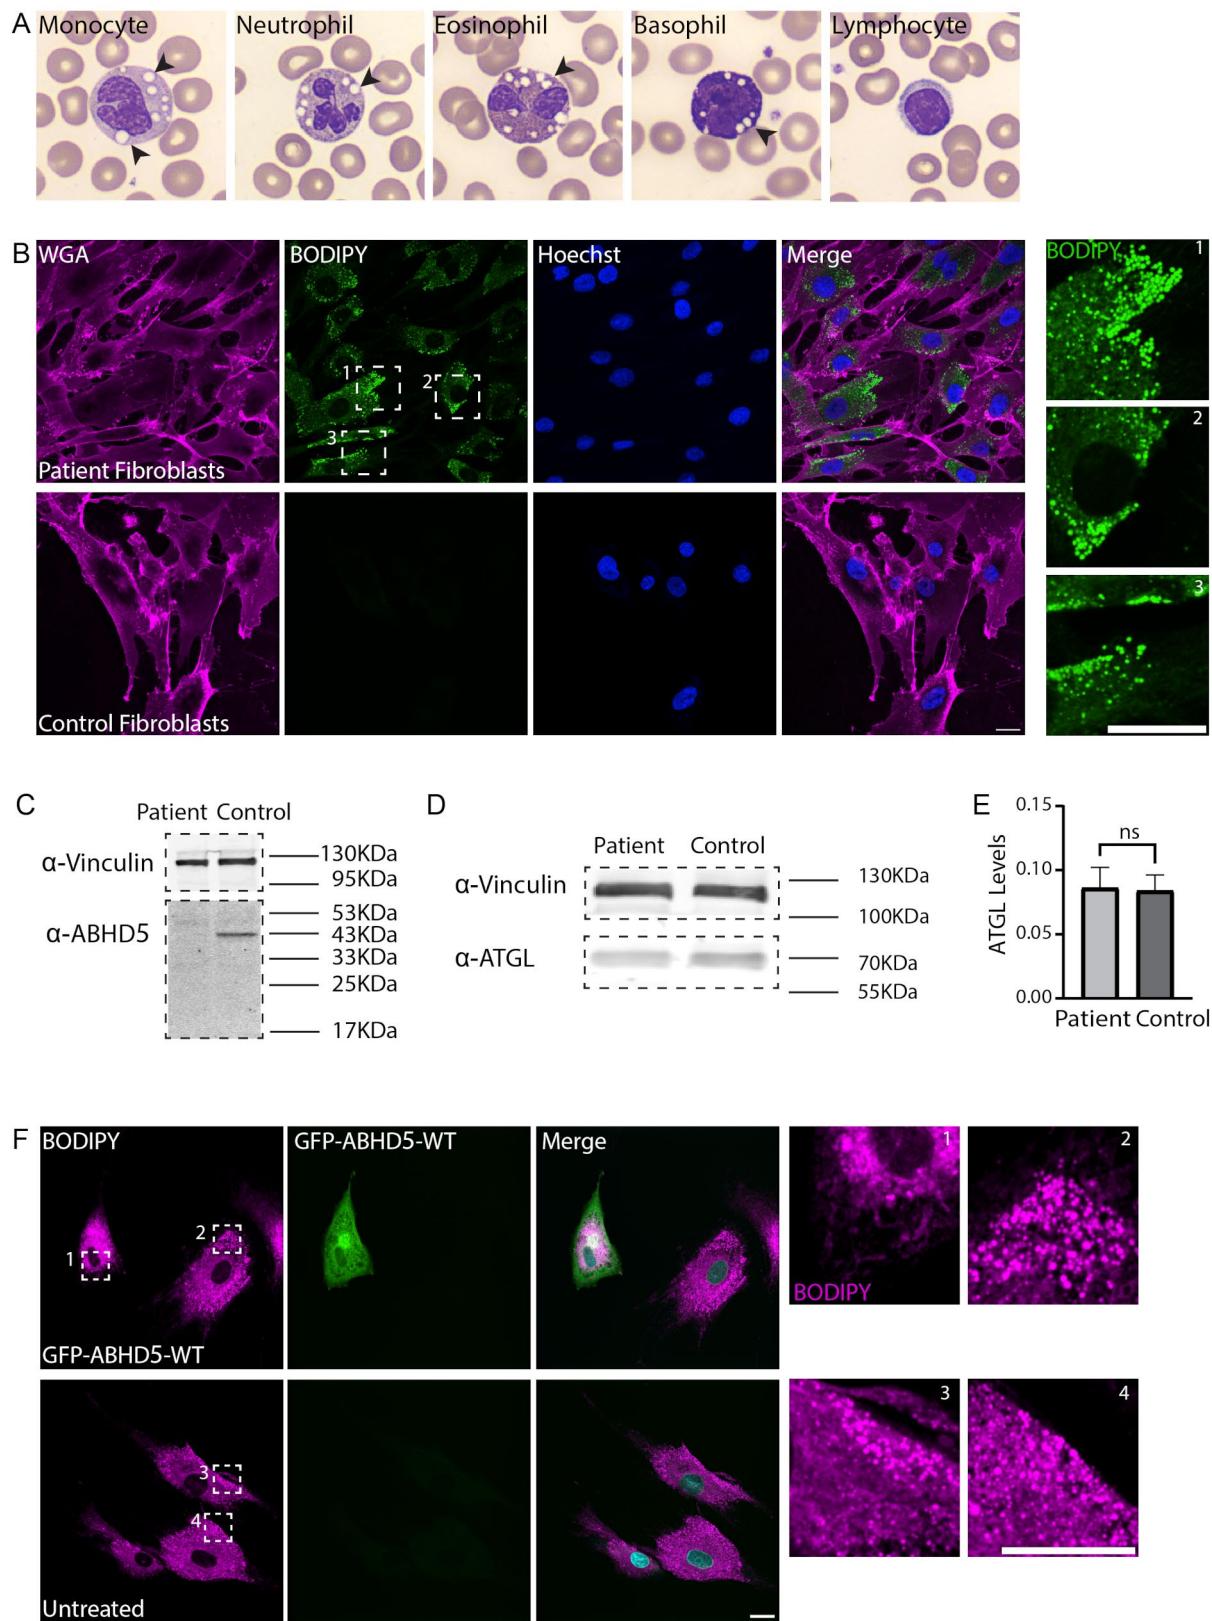 A
Monocyte
Neutrophil
Eosinophil
Basophil
Lymphocyte
B
WGA
BODIPY
Hoechst
Merge
BODIPY
1
1
2
3
2
3
Patient Fibroblasts
Control Fibroblasts
C
Patient Control
α-Vinculin
130KDa
95KDa
α-ABHD5
53KDa
43KDa
33KDa
25KDa
17KDa
D
Patient Control
α-Vinculin
130KDa
100KDa
α-ATGL
70KDa
55KDa
E
ATGL Levels
0.15
0.10
0.05
0.00
ns
Patient Control
F
BODIPY
GFP-ABHD5-WT
Merge
1
2
GFP-ABHD5-WT
1
BODIPY
2
3
4
Untreated
3
4